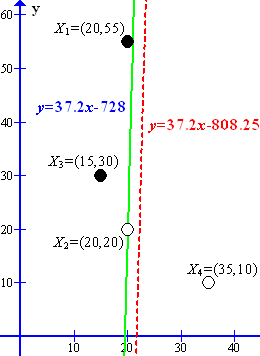 60
y
X1=(20,55)
50
y=37.2x-728
40
y=37.2x-808.25
X3=(15,30)
30
20
X2=(20,20)
X4=(35,10)
10
10 20 30 40